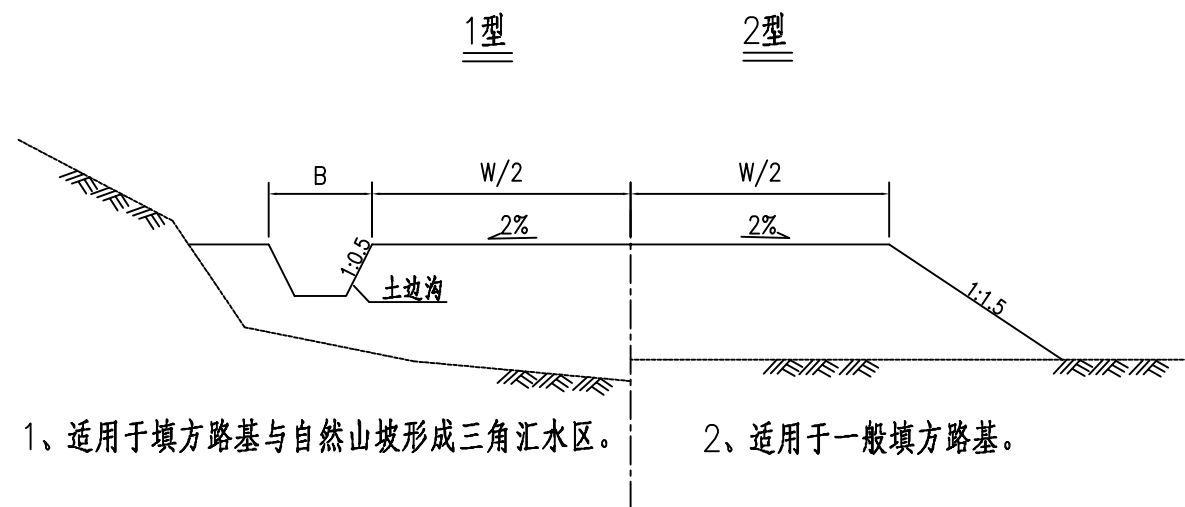 1型
2型
B
W/2
W/2
2%
2%
1:0.5
土边沟
1:1.5
1、适用于填方路基与自然山坡形成三角汇水区。
2、适用于一般填方路基。